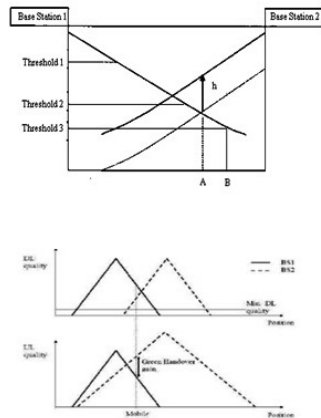 Base Station 1
Base Station 2
Threshold 1
h
Threshold 2
Threshold 3
A
B
DL
quality
BS1
BS2
Min. DL
quality
Position
UL
quality
Green Handover
gain
Position
Mobile